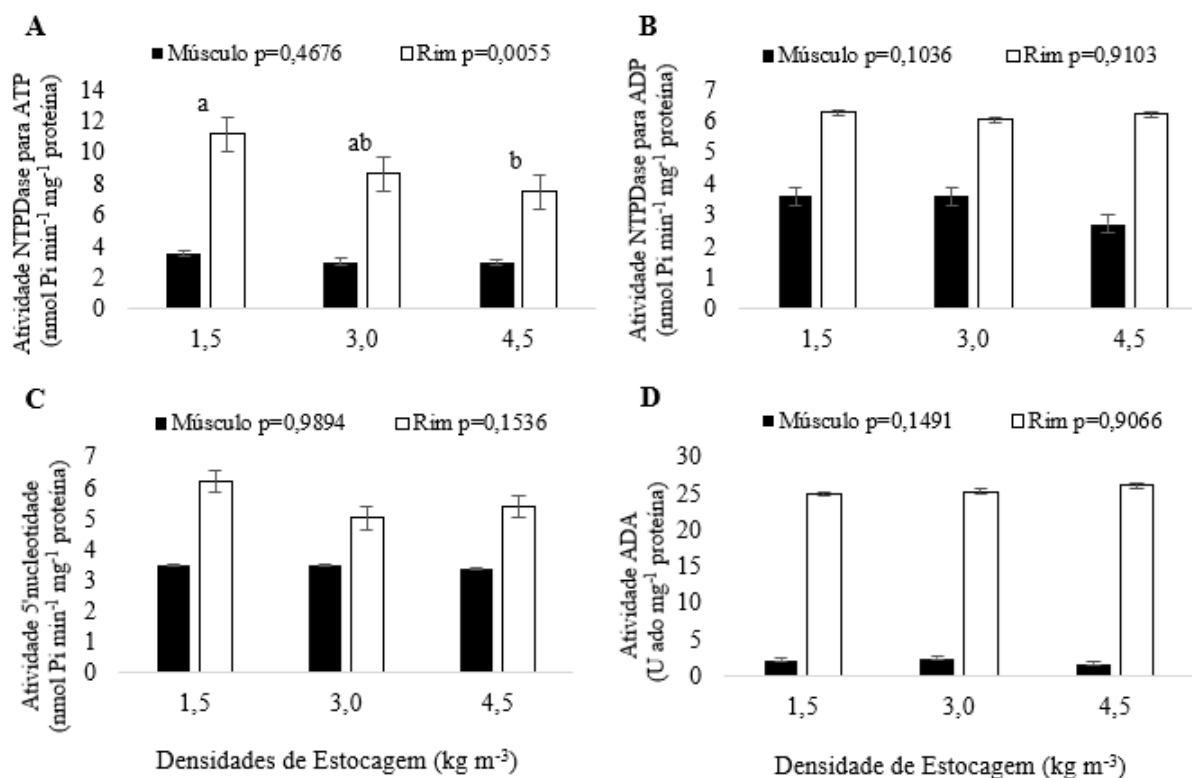 A
Músculo p=0,4676 Rim p=0,0055
Atividade NTPDase para ATP
(nmol Pi min⁻¹ mg⁻¹ proteína)
14
12
10
8
6
4
2
0
a
ab
b
1,5 3,0 4,5
B
Músculo p=0,1036 Rim p=0,9103
Atividade NTPDase para ADP
(nmol Pi min⁻¹ mg⁻¹ proteína)
7
6
5
4
3
2
1
0
1,5 3,0 4,5
C
Músculo p=0,9894 Rim p=0,1536
Atividade 5'nucleotidade
(nmol Pi min⁻¹ mg⁻¹ proteína)
7
6
5
4
3
2
1
0
1,5 3,0 4,5
Densidades de Estocagem (kg m⁻³)
D
Músculo p=0,1491 Rim p=0,9066
Atividade ADA
(U ado mg⁻¹ proteína)
30
25
20
15
10
5
0
1,5 3,0 4,5
Densidade de Estocagem (kg m⁻³)